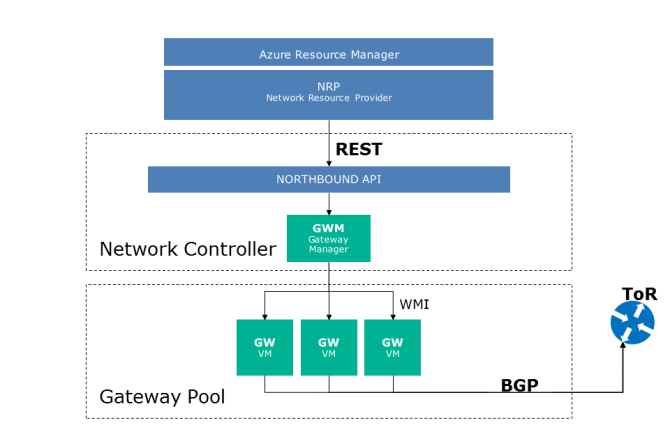 Azure Resource Manager
NRP
Network Resource Provider
REST
NORTHBOUND API
GWM
Gateway
Manager
Network Controller
WMI
ToR
GW
VM
GW
VM
GW
VM
BGP
Gateway Pool